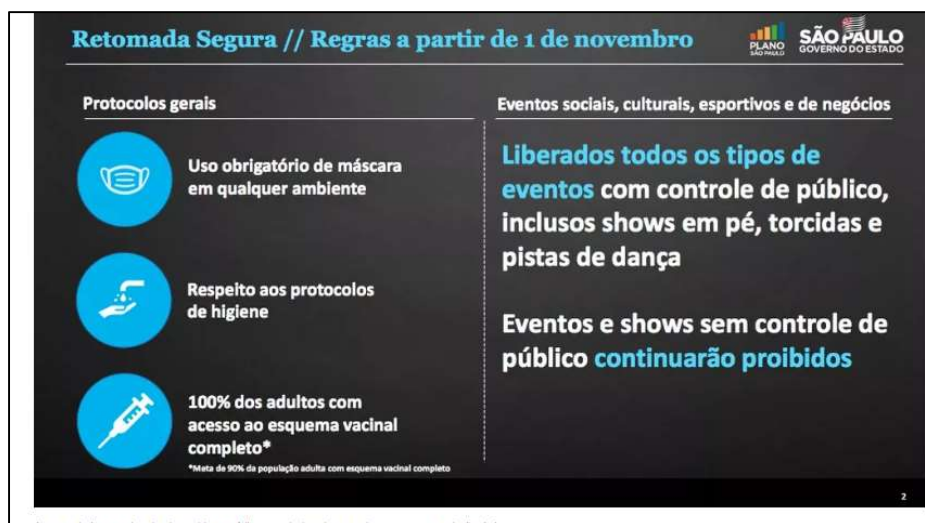 Retomada Segura // Regras a partir de 1 de novembro
PLANO
SÃO PAULO
SÃO PAULO
GOVERNO DO ESTADO
Protocolos gerais
Uso obrigatório de máscara
em qualquer ambiente
Respeito aos protocolos
de higiene
100% dos adultos com
acesso ao esquema vacinal
completo*
*Meta de 90% da população adulta com esquema vacinal completo
Eventos sociais, culturais, esportivos e de negócios
Liberados todos os tipos de
eventos com controle de público,
inclusos shows em pé, torcidas e
pistas de dança
Eventos e shows sem controle de
público continuarão proibidos
2